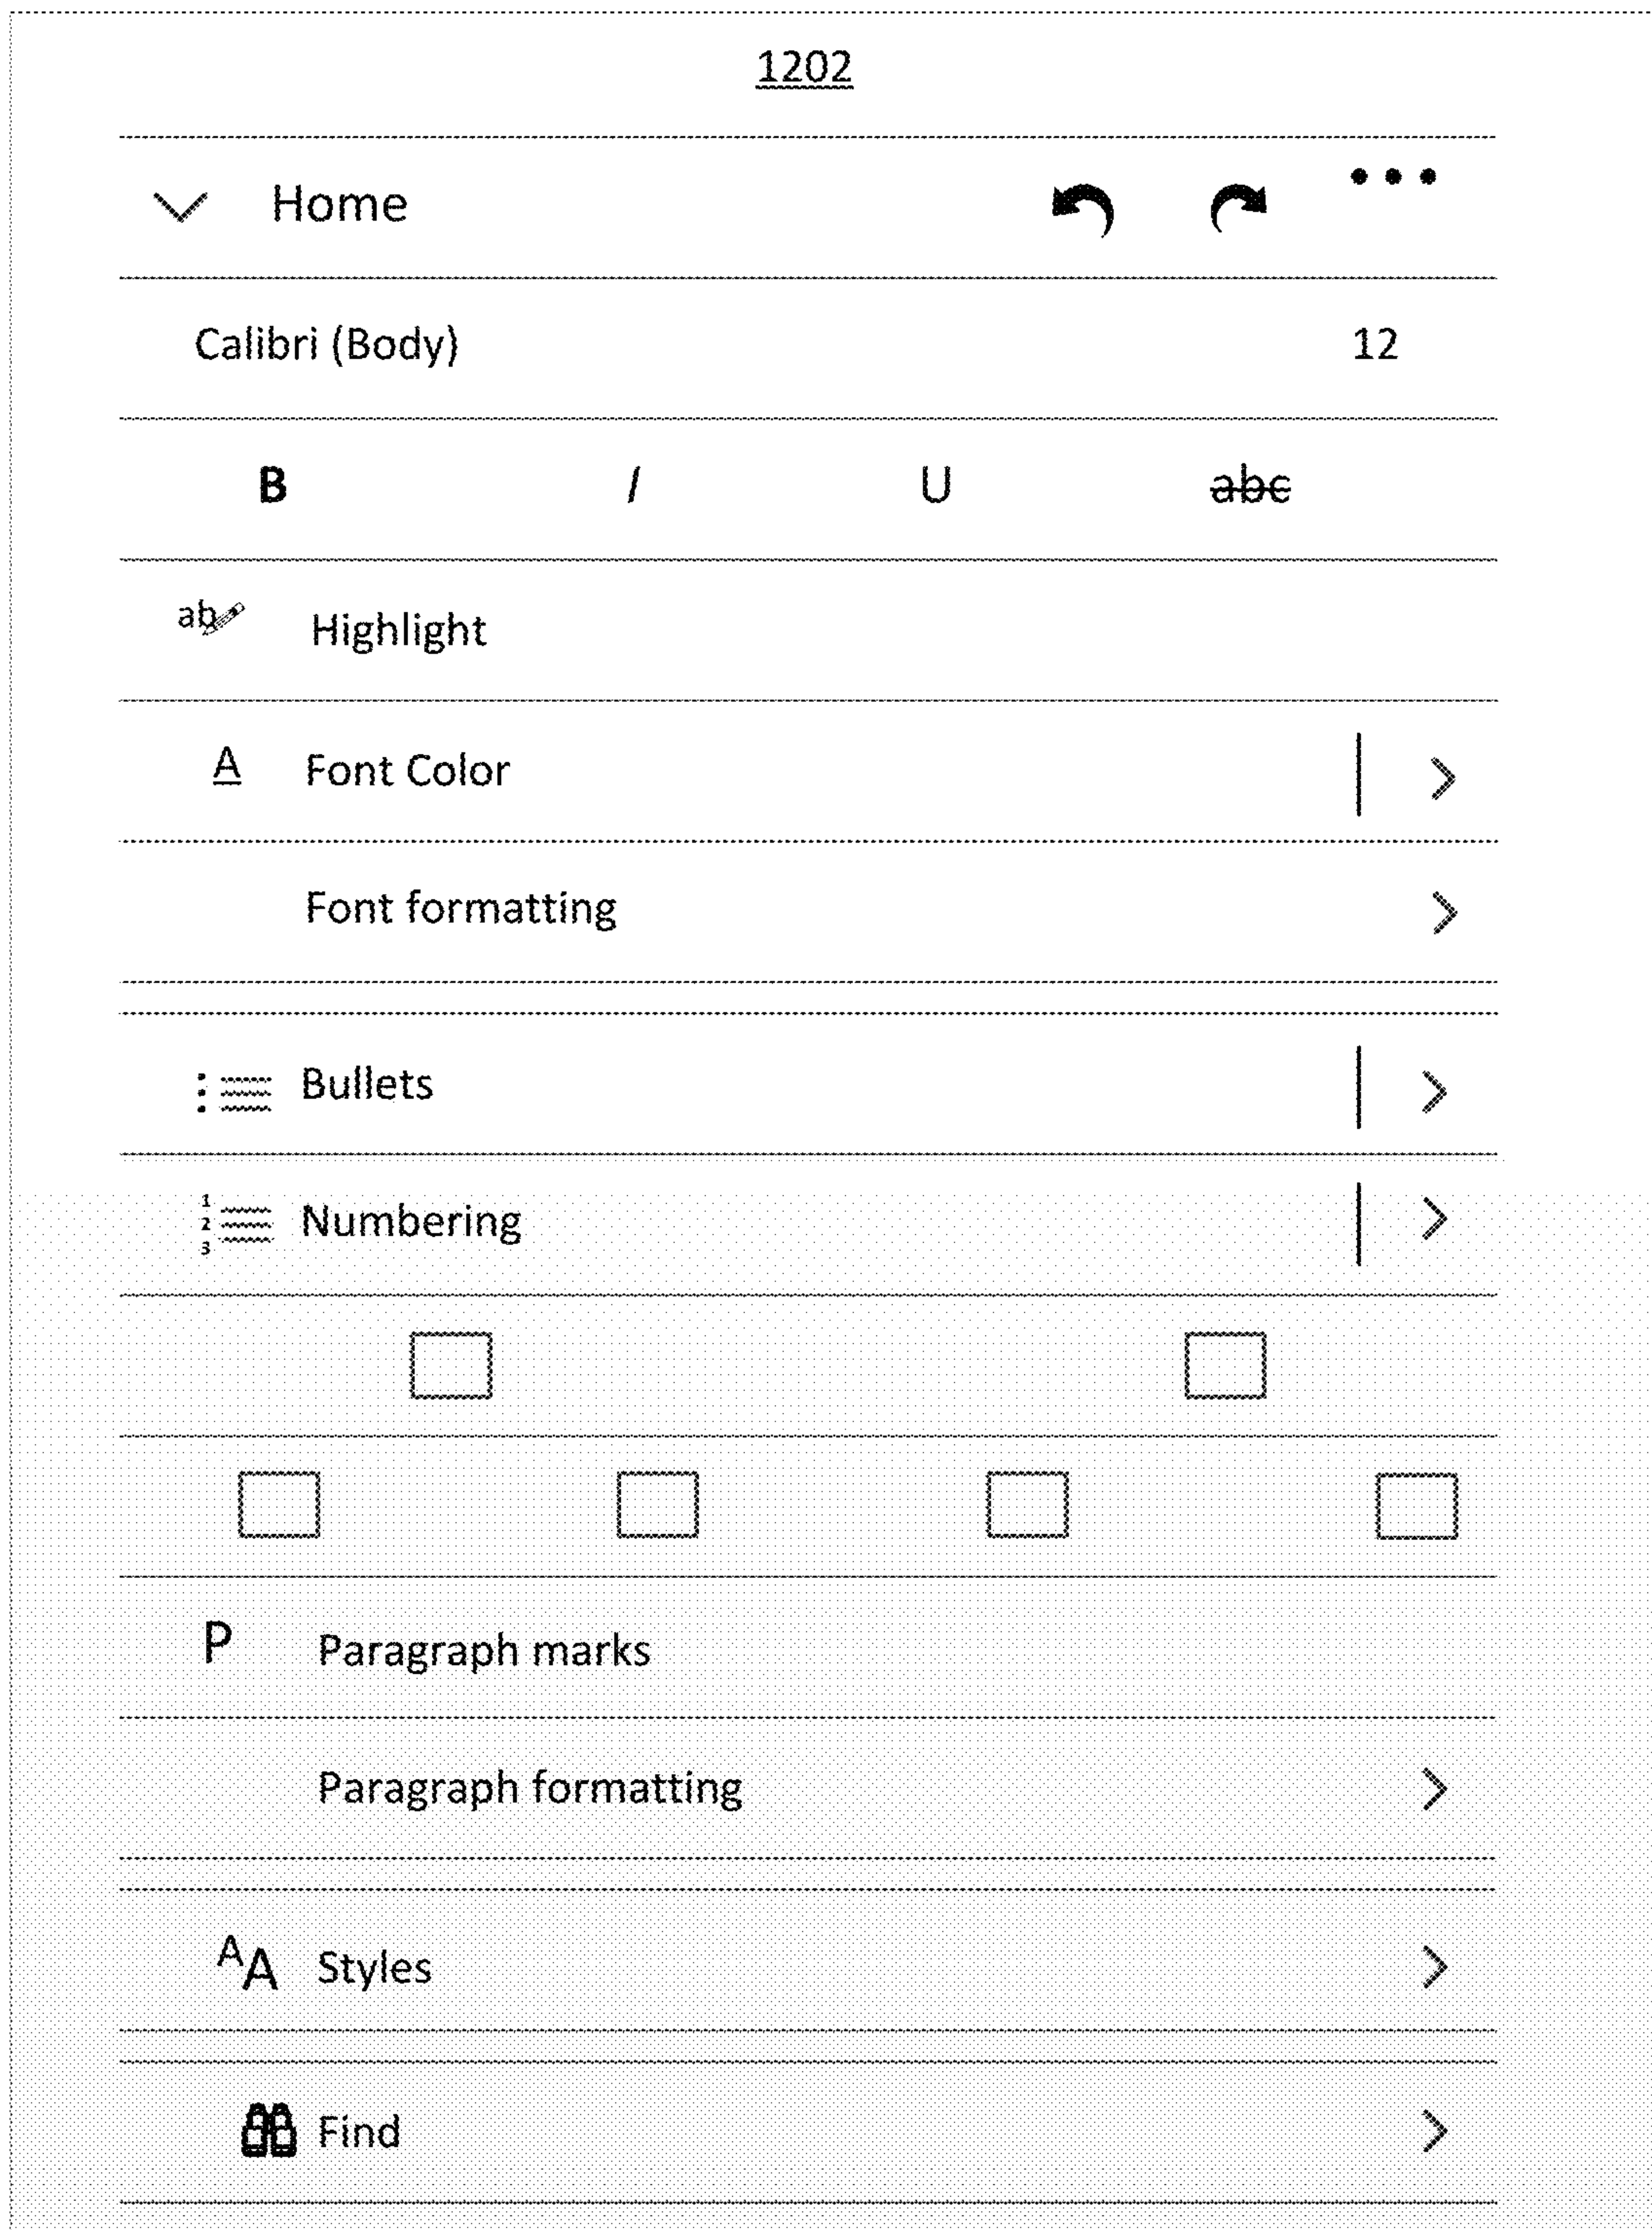 1202
Home
Calibri (Body) 12
B I U abc
ab Highlight
A Font Color
Font formatting
Bullets
1 2 3 Numbering
P Paragraph marks
Paragraph formatting
AA Styles
Find